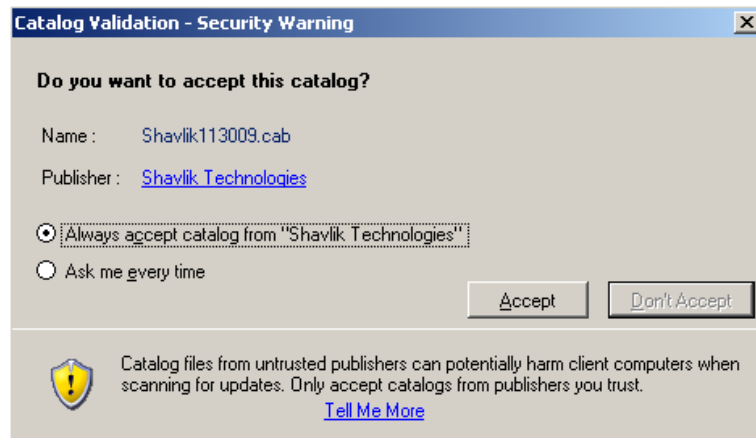 Catalog Validation - Security Warning
Do you want to accept this catalog?
Name : Shavlik113009.cab
Publisher : Shavlik Technologies
Always accept catalog from "Shavlik Technologies"
Ask me every time
Accept Don't Accept
Catalog files from untrusted publishers can potentially harm client computers when
scanning for updates. Only accept catalogs from publishers you trust.
Tell Me More